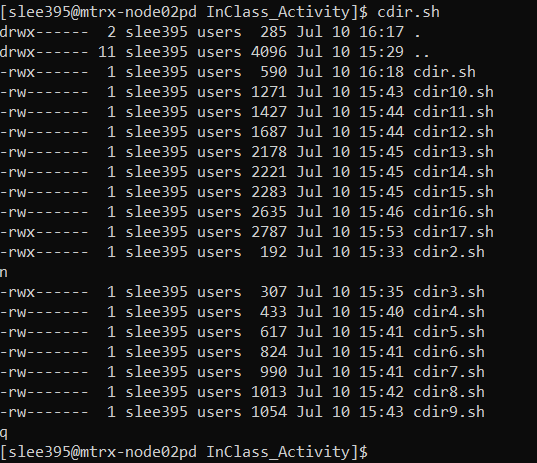 [slee395@mtrx-node02pd InClass_Activity]$ cdir.sh
drwx------  2 slee395 users  285 Jul 10 16:17 .
drwx------ 11 slee395 users 4096 Jul 10 15:29 ..
-rwx------  1 slee395 users  590 Jul 10 16:18 cdir.sh
-rw-------  1 slee395 users 1271 Jul 10 15:43 cdir10.sh
-rw-------  1 slee395 users 1427 Jul 10 15:44 cdir11.sh
-rw-------  1 slee395 users 1687 Jul 10 15:44 cdir12.sh
-rw-------  1 slee395 users 2178 Jul 10 15:45 cdir13.sh
-rw-------  1 slee395 users 2221 Jul 10 15:45 cdir14.sh
-rw-------  1 slee395 users 2283 Jul 10 15:45 cdir15.sh
-rw-------  1 slee395 users 2635 Jul 10 15:46 cdir16.sh
-rwx------  1 slee395 users 2787 Jul 10 15:53 cdir17.sh
-rw-------  1 slee395 users  192 Jul 10 15:33 cdir2.sh
n
-rwx------  1 slee395 users  307 Jul 10 15:35 cdir3.sh
-rw-------  1 slee395 users  433 Jul 10 15:40 cdir4.sh
-rw-------  1 slee395 users  617 Jul 10 15:41 cdir5.sh
-rw-------  1 slee395 users  824 Jul 10 15:41 cdir6.sh
-rw-------  1 slee395 users  990 Jul 10 15:41 cdir7.sh
-rw-------  1 slee395 users 1013 Jul 10 15:42 cdir8.sh
-rw-------  1 slee395 users 1054 Jul 10 15:43 cdir9.sh
q
[slee395@mtrx-node02pd InClass_Activity]$